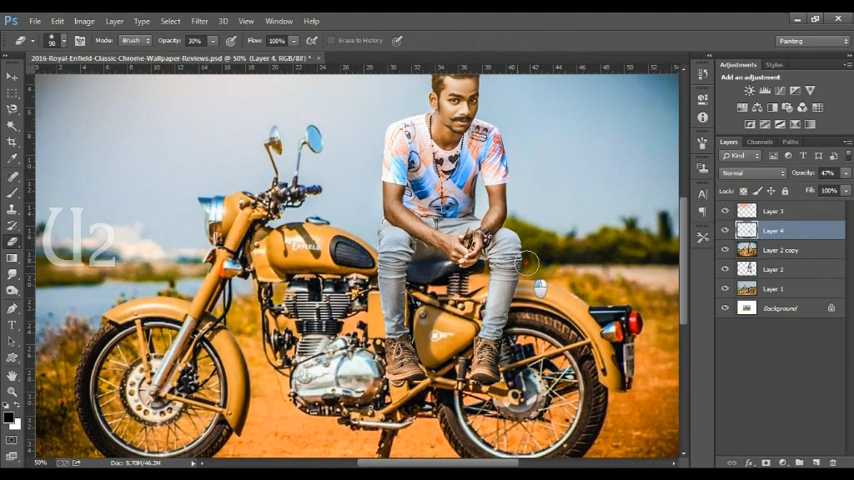 Ps File Edit Image Layer Type Select Filter 3D View Window Help
90 Mode: Brush Opacity: 30% Flow: 100% Erase to History Painting
2016-Royal-Enfield-Classic-Chrome-Wallpaper-Reviews.psd @ 50% (Layer 4, RGB/8#) *
Adjustments Styles
Add an adjustment
Layers Channels Paths
Kind
Normal Opacity: 47%
Lock: Fill: 100%
Layer 3
Layer 4
Layer 2 copy
Layer 2
Layer 1
Background
ENFIELD
50% Doc: 8.70M/46.2M